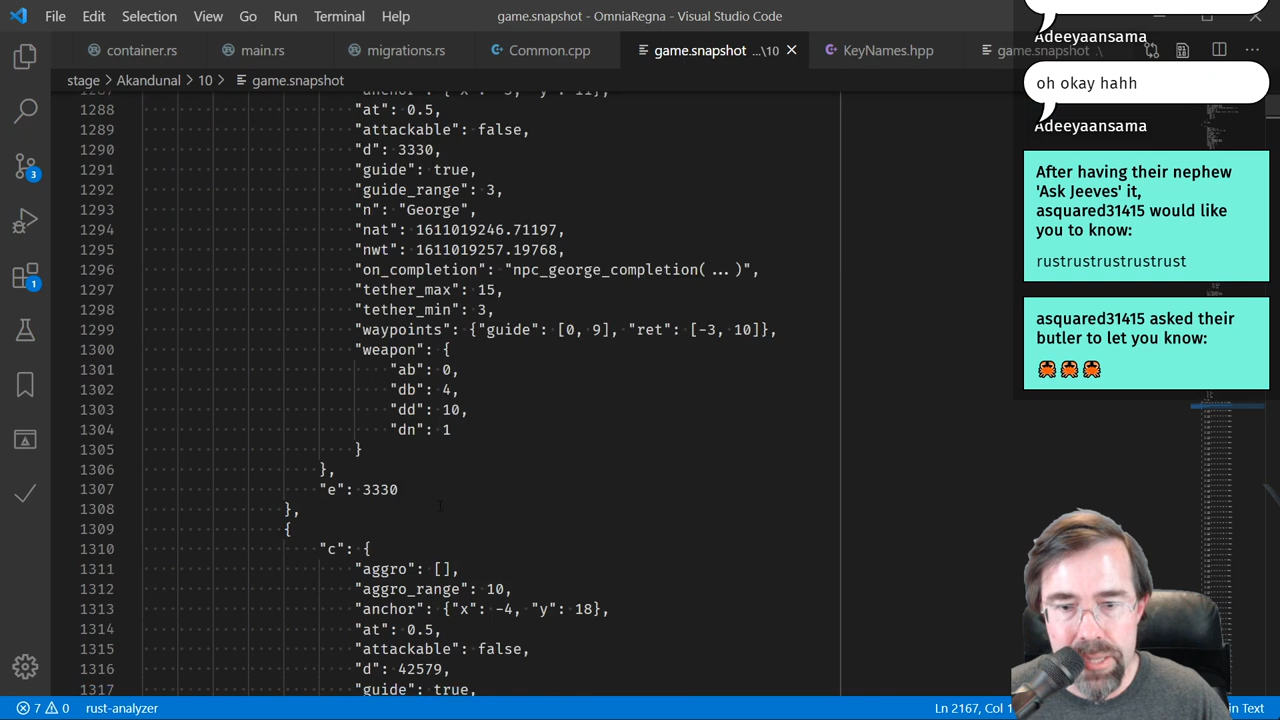 File Edit Selection View Go Run Terminal Help
game.snapshot - OmniaRegna - Visual Studio Code
container.rs main.rs migrations.rs Common.cpp game.snapshot ...\10 KeyNames.hpp game.snapshot .\
stage > Akandunal > 10 > game.snapshot
1288 "at": 0.5,
1289 "attackable": false,
1290 "d": 3330,
1291 "guide": true,
1292 "guide_range": 3,
1293 "n": "George",
1294 "nat": 1611019246.71197,
1295 "nwt": 1611019257.19768,
1296 "on_completion": "npc_george_completion(...)",
1297 "tether_max": 15,
1298 "tether_min": 3,
1299 "waypoints": {"guide": [0, 9], "ret": [-3, 10]},
1300 "weapon": {
1301 "ab": 0,
1302 "db": 4,
1303 "dd": 10,
1304 "dn": 1
1305 }
1306 },
1307 "e": 3330
1308 },
1309 {
1310 "c": {
1311 "aggro": [],
1312 "aggro_range": 10,
1313 "anchor": {"x": -4, "y": 18},
1314 "at": 0.5,
1315 "attackable": false,
1316 "d": 42579,
1317 "guide": true,
Adeeyaansama
oh okay hahh
Adeeyaansama
After having their nephew
'Ask Jeeves' it,
asquared31415 would like
you to know:
rustrustrustrustrust
asquared31415 asked their
butler to let you know:
🦀🦀🦀
3
1
7 0 rust-analyzer
Ln 2167, Col 1
in Text